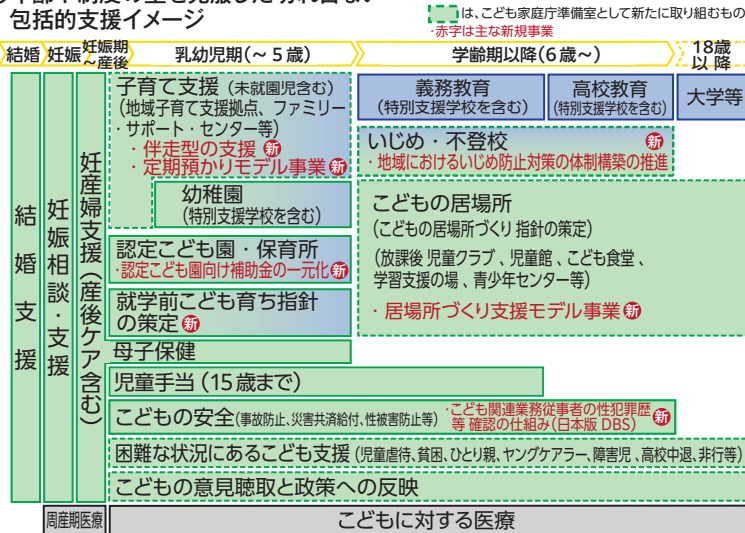 包括的支援イメージ
は、こども家庭庁準備室として新たに取り組むもの
・赤字は主な新規事業
結婚
妊娠
妊娠期
～産後
乳幼児期(～5歳)
学齢期以降(6歳～)
18歳
以降
結婚支援
妊娠相談・支援
妊産婦支援(産後ケア含む)
子育て支援(未就園児含む)
(地域子育て支援拠点、ファミリー
・サポート・センター等)
・伴走型の支援 新
・定期預かりモデル事業 新
幼稚園
(特別支援学校を含む)
認定こども園・保育所
・認定こども園向け補助金の一元化 新
就学前こども育ち指針
の策定 新
母子保健
義務教育
(特別支援学校を含む)
高校教育
(特別支援学校を含む)
大学等
いじめ・不登校 新
・地域におけるいじめ防止対策の体制構築の推進
こどもの居場所
(こどもの居場所づくり指針の策定)
(放課後児童クラブ、児童館、こども食堂、
学習支援の場、青少年センター等)
・居場所づくり支援モデル事業 新
児童手当(15歳まで)
こどもの安全(事故防止、災害共済給付、性被害防止等)
・こども関連業務従事者の性犯罪歴
等確認の仕組み(日本版DBS) 新
困難な状況にあるこども支援(児童虐待、貧困、ひとり親、ヤングケアラー、障害児、高校中退、非行等)
こどもの意見聴取と政策への反映
周産期医療
こどもに対する医療